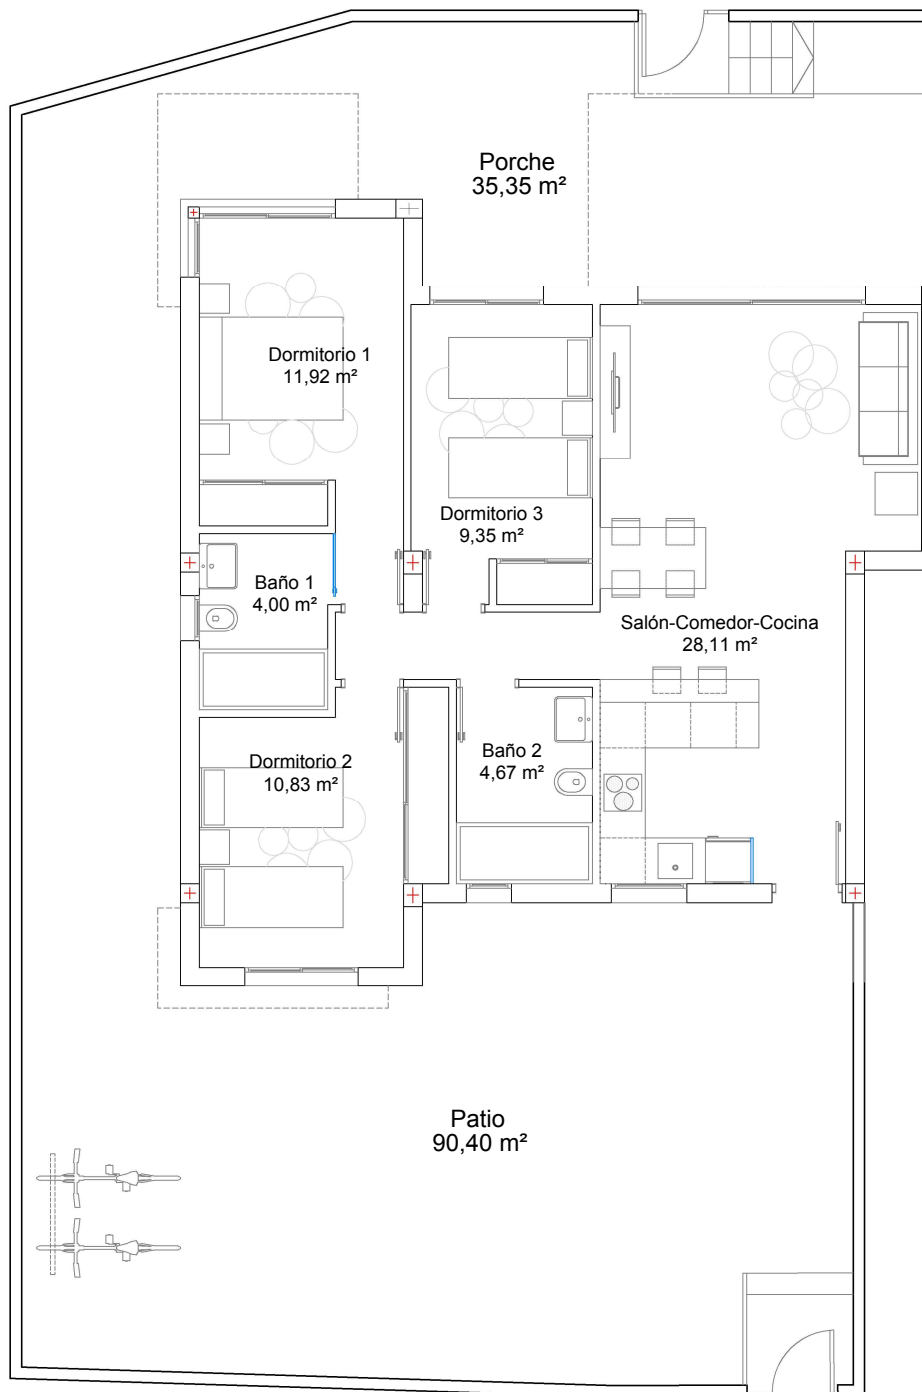 Porche
35,35 m²
Dormitorio 1
11,92 m²
Dormitorio 3
9,35 m²
Baño 1
4,00 m²
Salón-Comedor-Cocina
28,11 m²
Dormitorio 2
10,83 m²
Baño 2
4,67 m²
Patio
90,40 m²